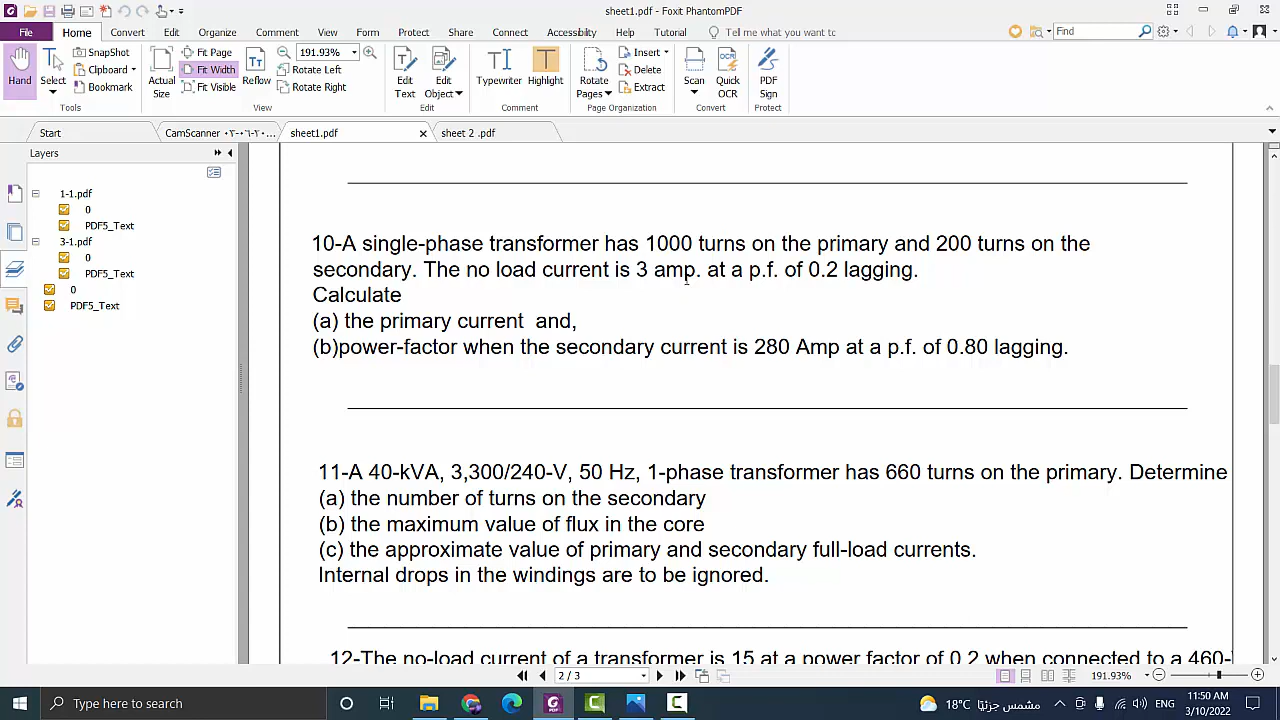 sheet1.pdf - Foxit PhantomPDF
File Home Convert Edit Organize Comment View Form Protect Share Connect Accessibility Help Tutorial Tell me what you want to Find
Hand
Select
SnapShot
Clipboard
Bookmark
Tools
Actual Size
Fit Page
Fit Width
Fit Visible
Reflow
191.93%
Rotate Left
Rotate Right
View
Edit Text
Edit Object
Edit
Typewriter
Highlight
Comment
Rotate Pages
Insert
Delete
Extract
Page Organization
Scan
Quick OCR
Convert
PDF Sign
Protect
Start CamScanner sheet1.pdf sheet 2 .pdf
Layers
1-1.pdf
0
PDF5_Text
3-1.pdf
0
PDF5_Text
0
PDF5_Text
10-A single-phase transformer has 1000 turns on the primary and 200 turns on the
secondary. The no load current is 3 amp. at a p.f. of 0.2 lagging.
Calculate
(a) the primary current and,
(b)power-factor when the secondary current is 280 Amp at a p.f. of 0.80 lagging.
11-A 40-kVA, 3,300/240-V, 50 Hz, 1-phase transformer has 660 turns on the primary. Determine
(a) the number of turns on the secondary
(b) the maximum value of flux in the core
(c) the approximate value of primary and secondary full-load currents.
Internal drops in the windings are to be ignored.
12-The no-load current of a transformer is 15 at a power factor of 0.2 when connected to a 460-
2 / 3 191.93%
Type here to search
18°C مشمس جزئيًا ENG 11:50 AM
3/10/2022